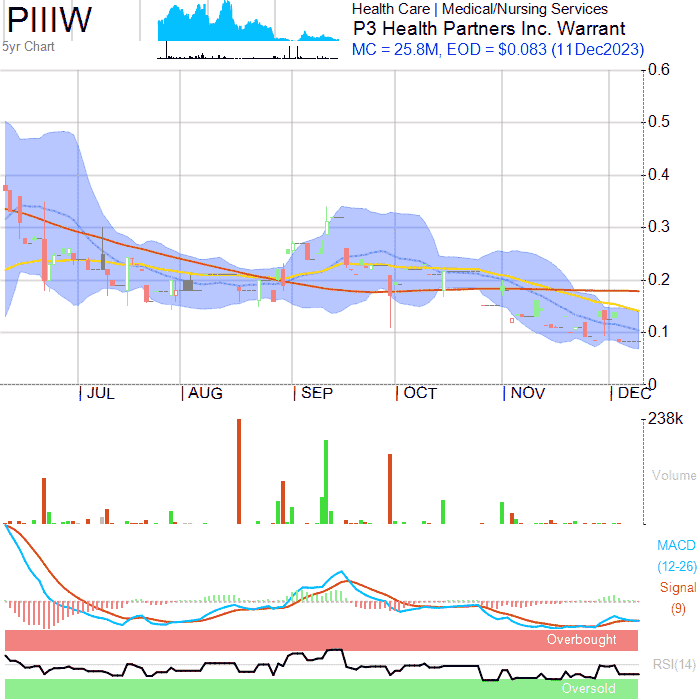 PIIIW
5yr Chart
Health Care | Medical/Nursing Services
P3 Health Partners Inc. Warrant
MC = 25.8M, EOD = $0.083 (11Dec2023)
0.6
0.5
0.4
0.3
0.2
0.1
0
JUL AUG SEP OCT NOV DEC
238k
Volume
MACD
(12-26)
Signal
(9)
Overbought
RSI(14)
Oversold